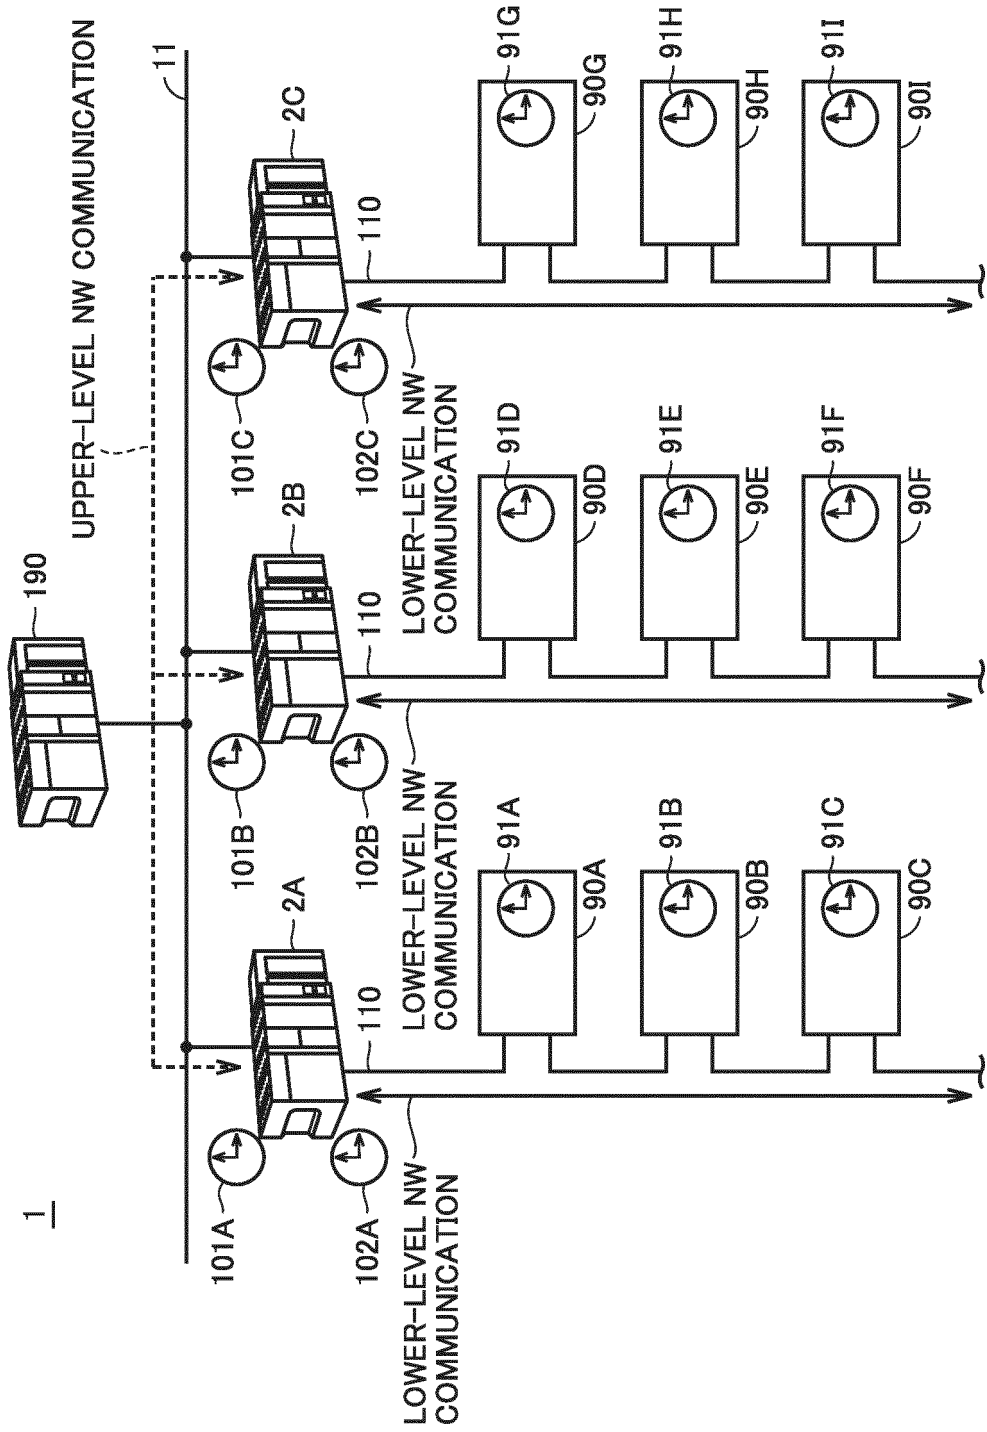 1
190
UPPER-LEVEL NW COMMUNICATION
11
101A
2A
101B
2B
101C
2C
102A
110
102B
110
102C
110
LOWER-LEVEL NW
COMMUNICATION
LOWER-LEVEL NW
COMMUNICATION
LOWER-LEVEL NW
COMMUNICATION
91A
90A
91D
90D
91G
90G
91B
90B
91E
90E
91H
90H
91C
90C
91F
90F
91I
90I